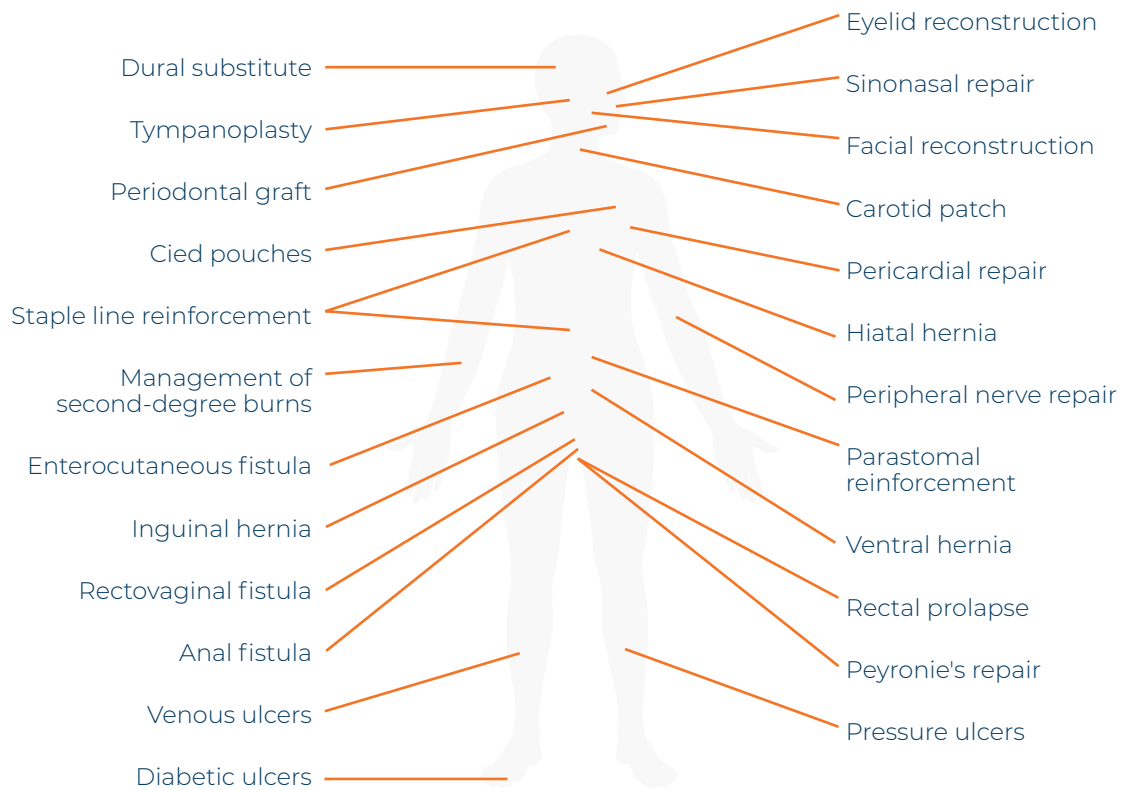 Dural substitute
Tympanoplasty
Periodontal graft
Cied pouches
Staple line reinforcement
Management of
second-degree burns
Enterocutaneous fistula
Inguinal hernia
Rectovaginal fistula
Anal fistula
Venous ulcers
Diabetic ulcers
Eyelid reconstruction
Sinonasal repair
Facial reconstruction
Carotid patch
Pericardial repair
Hiatal hernia
Peripheral nerve repair
Parastomal
reinforcement
Ventral hernia
Rectal prolapse
Peyronie's repair
Pressure ulcers